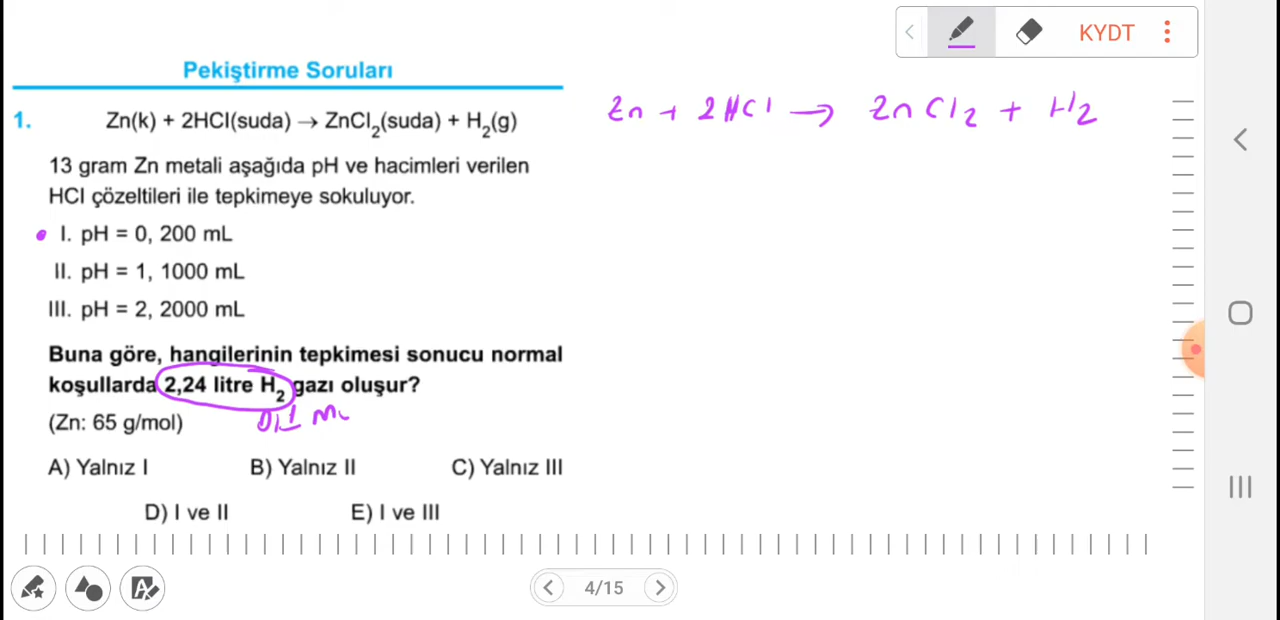 KYDT
Pekiştirme Soruları
1. Zn(k) + 2HCl(suda) → ZnCl₂(suda) + H₂(g)
Zn + 2HCl → ZnCl₂ + H₂
13 gram Zn metali aşağıda pH ve hacimleri verilen
HCl çözeltileri ile tepkimeye sokuluyor.
I. pH = 0, 200 mL
II. pH = 1, 1000 mL
III. pH = 2, 2000 mL
Buna göre, hangilerinin tepkimesi sonucu normal
koşullarda 2,24 litre H₂ gazı oluşur?
0,1 m
(Zn: 65 g/mol)
A) Yalnız I B) Yalnız II C) Yalnız III
D) I ve II E) I ve III
4/15